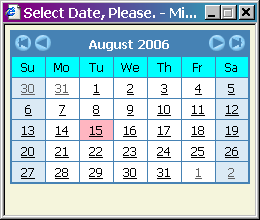 Select Date, Please. - Mi...
August 2006
Su Mo Tu We Th Fr Sa
30 31 1 2 3 4 5
6 7 8 9 10 11 12
13 14 15 16 17 18 19
20 21 22 23 24 25 26
27 28 29 30 31 1 2